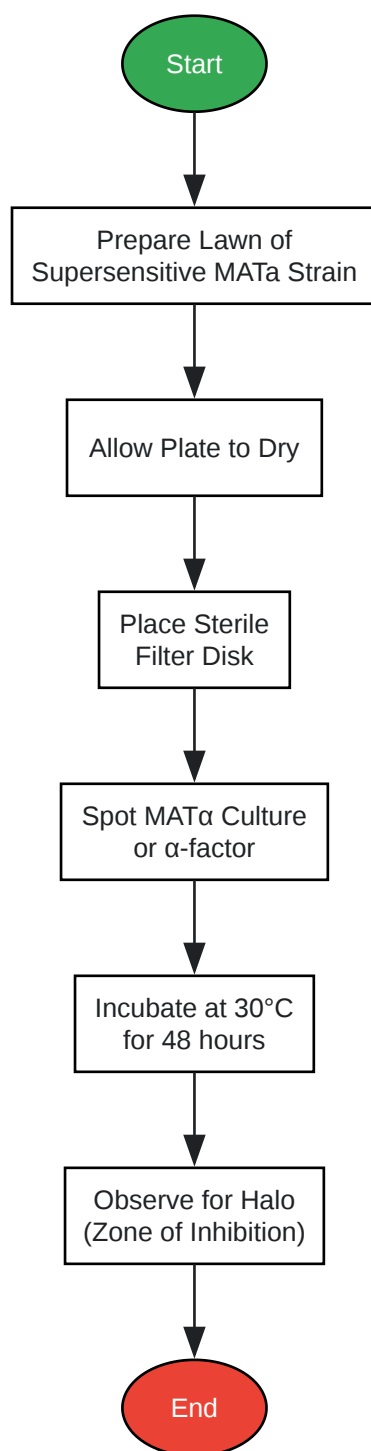 Start
Prepare Lawn of
Supersensitive MATa Strain
Allow Plate to Dry
Place Sterile
Filter Disk
Spot MATα Culture
or α-factor
Incubate at 30°C
for 48 hours
Observe for Halo
(Zone of Inhibition)
End